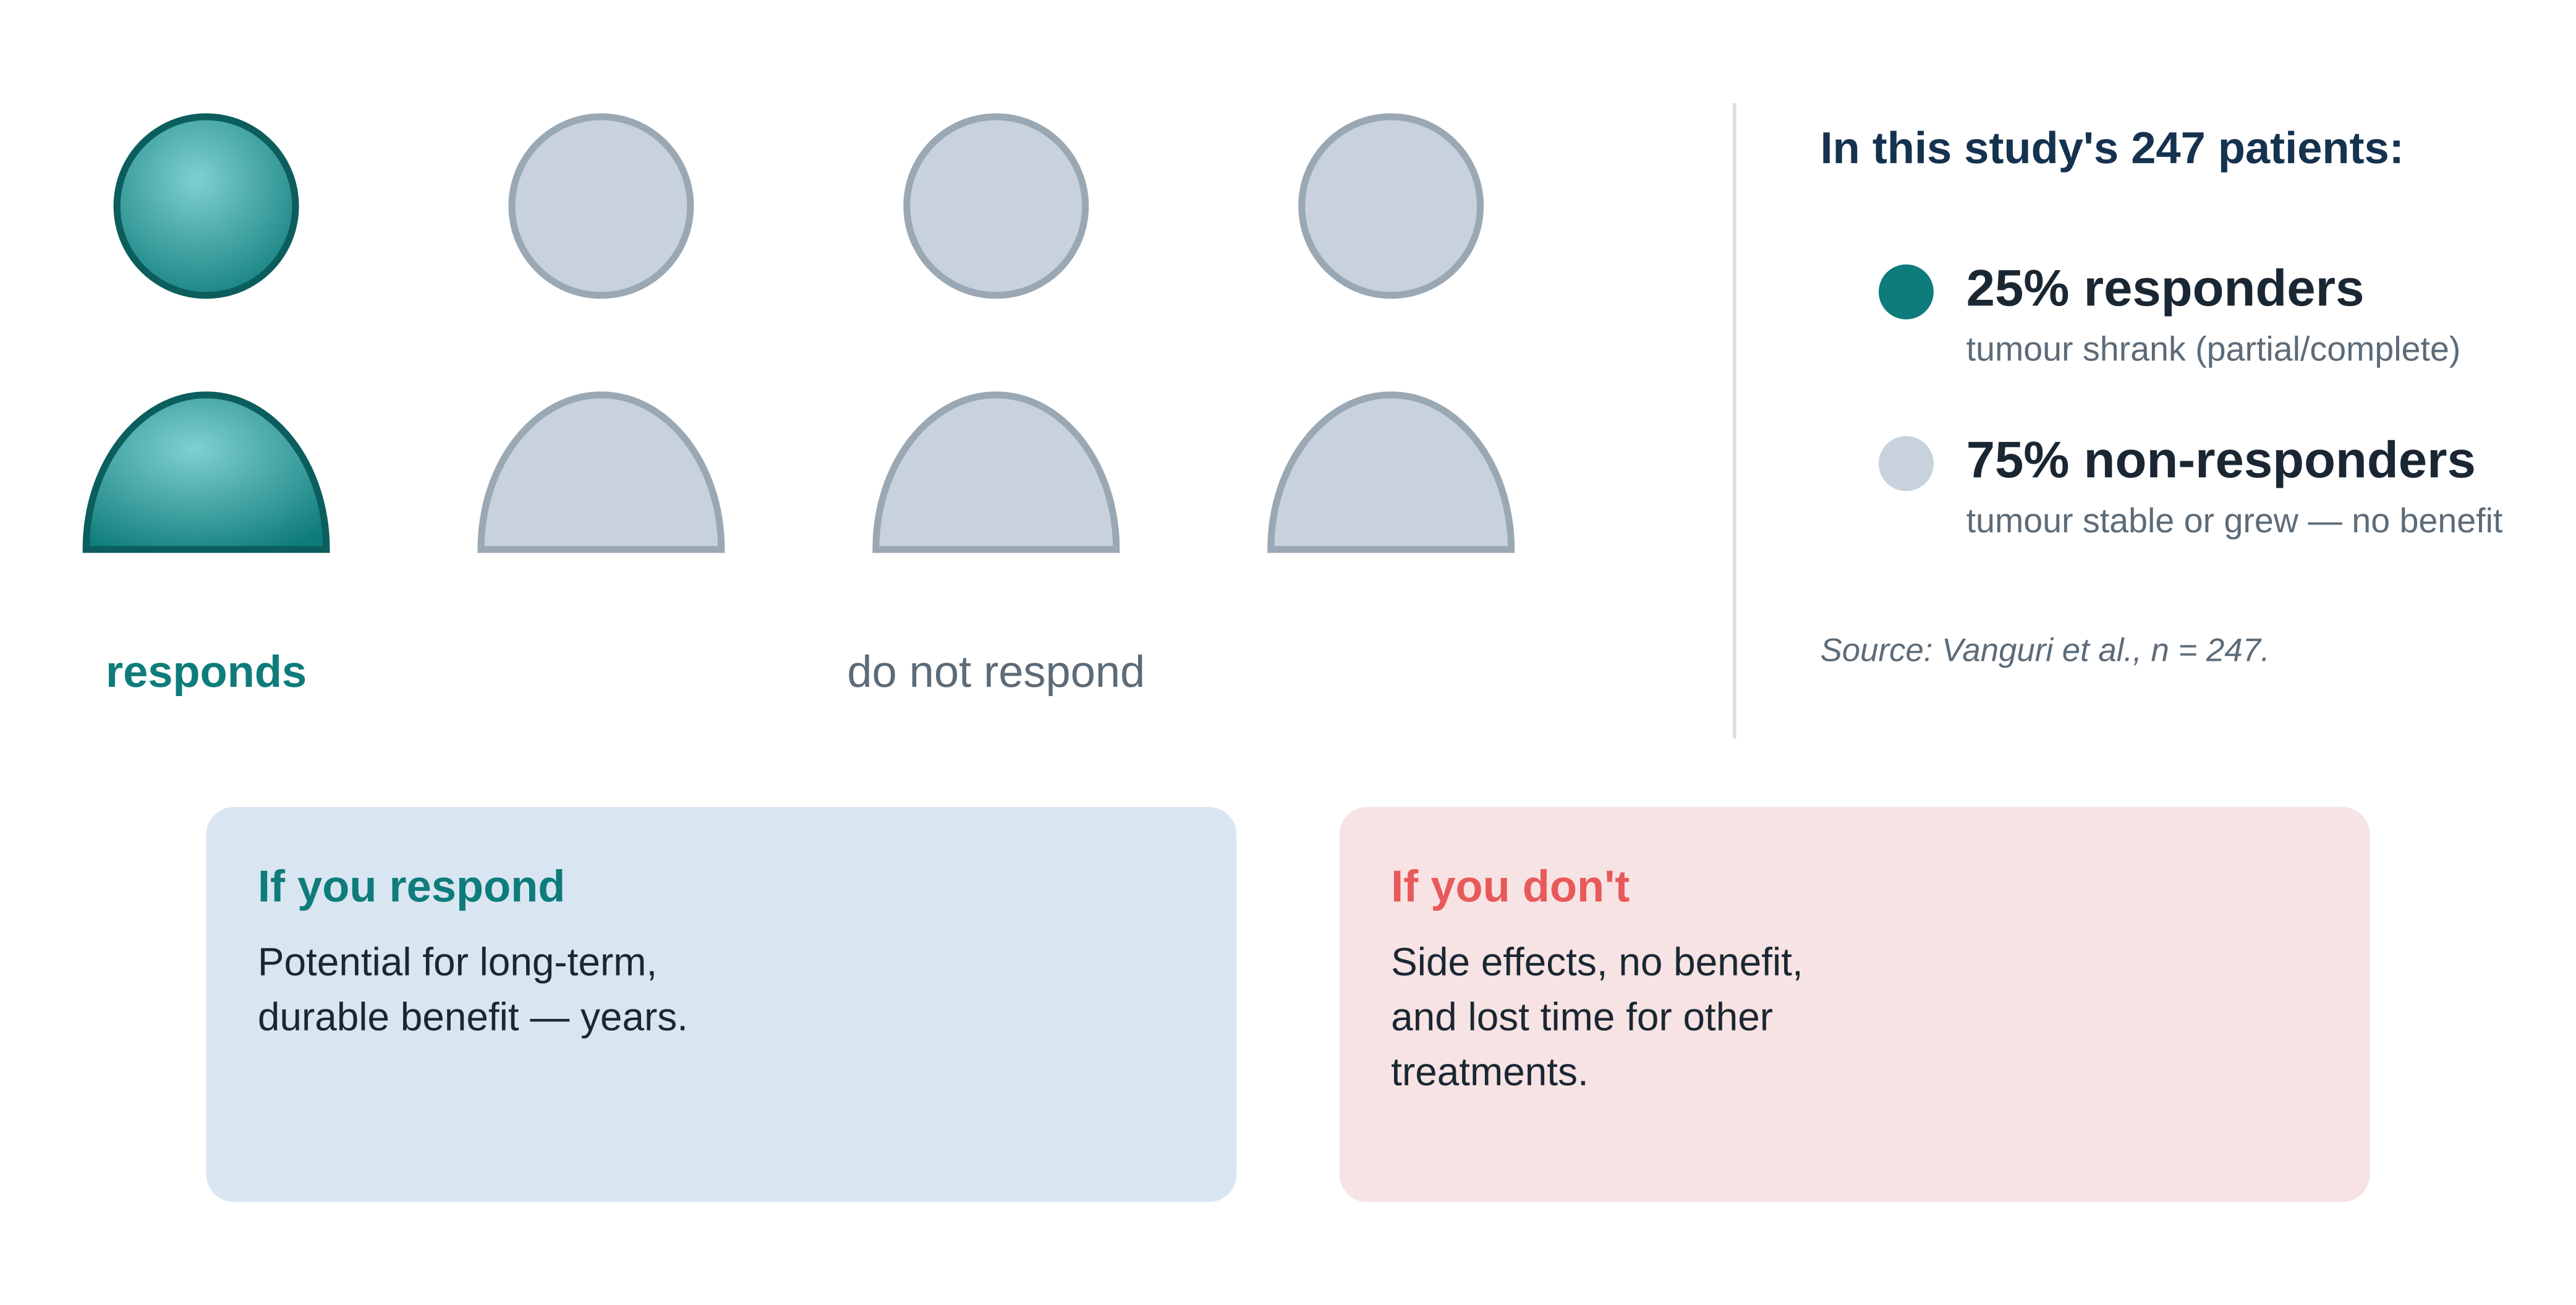 responds
do not respond
In this study's 247 patients:
25% responders
tumour shrank (partial/complete)
75% non-responders
tumour stable or grew — no benefit
Source: Vanguri et al., n = 247.
If you respond
Potential for long-term,
durable benefit — years.
If you don't
Side effects, no benefit,
and lost time for other
treatments.